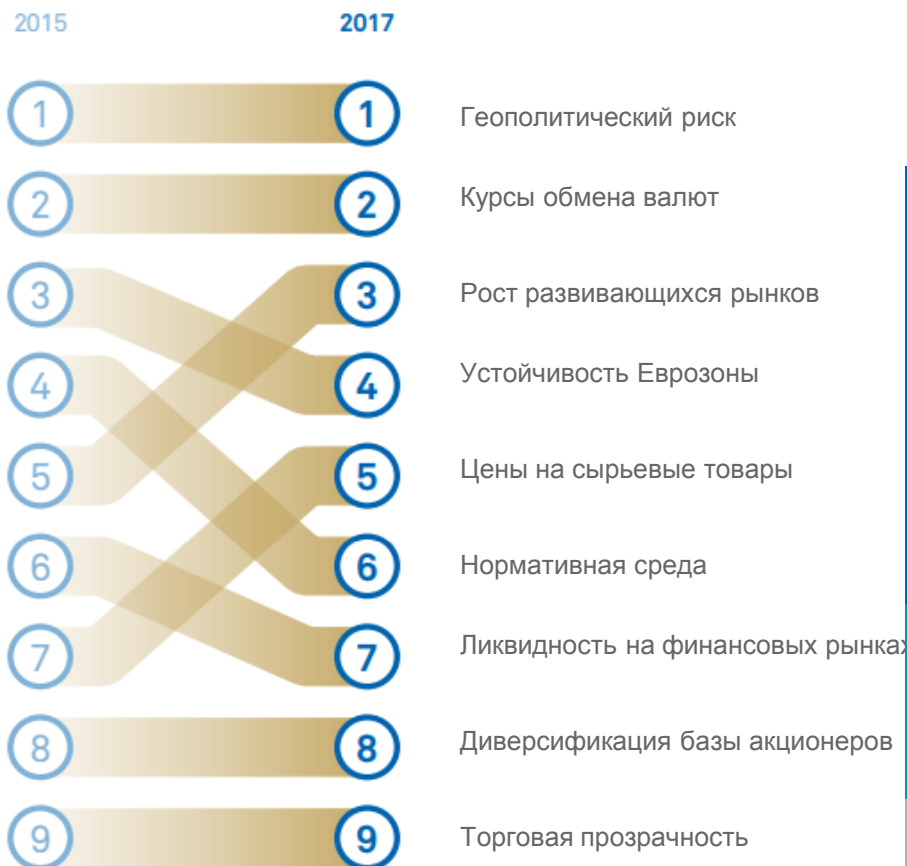 2015 2017
1 1 Геополитический риск
2 2 Курсы обмена валют
3 3 Рост развивающихся рынков
4 4 Устойчивость Еврозоны
5 5 Цены на сырьевые товары
6 6 Нормативная среда
7 7 Ликвидность на финансовых рынках
8 8 Диверсификация базы акционеров
9 9 Торговая прозрачность